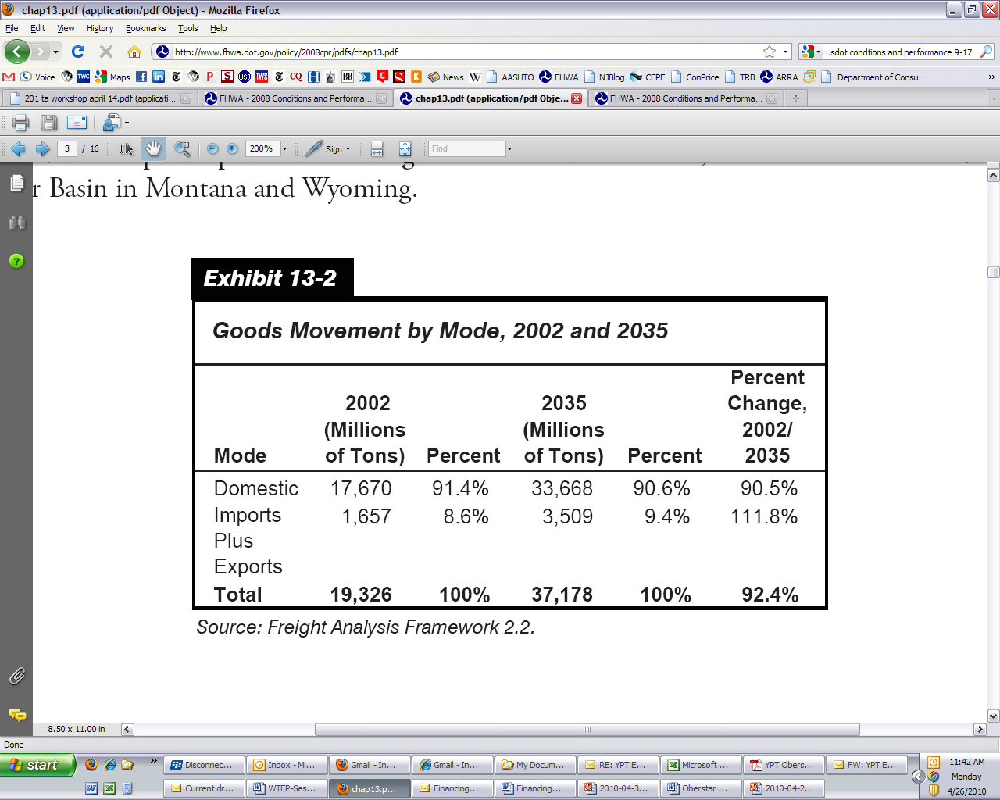 chap13.pdf (application/pdf Object) - Mozilla Firefox
File Edit View History Bookmarks Tools Help
http://www.fhwa.dot.gov/policy/2008cpr/pdfs/chap13.pdf usdot condtions and performance 9-17
Voice Maps News AASHTO FHWA NJBlog CEPF ConPrice TRB ARRA Department of Consu...
201 ta workshop april 14.pdf (applicati... FHWA - 2008 Conditions and Performa... chap13.pdf (application/pdf Obje... FHWA - 2008 Conditions and Performa...
3 / 16 200% Sign Find
r Basin in Montana and Wyoming.
Exhibit 13-2
Goods Movement by Mode, 2002 and 2035
Percent
2002 2035 Change,
(Millions (Millions 2002/
Mode of Tons) Percent of Tons) Percent 2035
Domestic 17,670 91.4% 33,668 90.6% 90.5%
Imports 1,657 8.6% 3,509 9.4% 111.8%
Plus
Exports
Total 19,326 100% 37,178 100% 92.4%
Source: Freight Analysis Framework 2.2.
8.50 x 11.00 in
Done
start Disconnec... Inbox - Mi... Gmail - In... Gmail - In... My Docum... RE: YPT E... Microsoft ... YPT Obers... FW: YPT E... 11:42 AM
Monday
Current dr... WTEP-Ses... chap13.p... Financing... Financing... 2010-04-3... Oberstar ... 2010-04-2... 4/26/2010